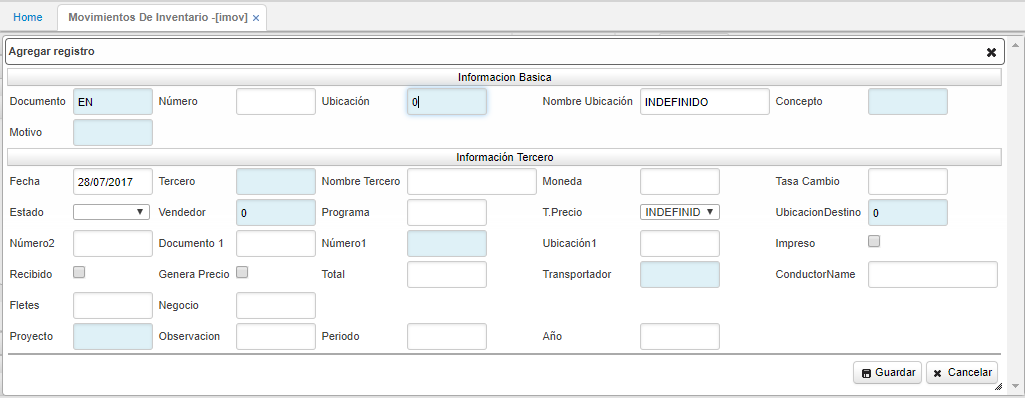 Home Movimientos De Inventario -[imov] ×
Agregar registro
Informacion Basica
Documento EN Número Ubicación 0 Nombre Ubicación INDEFINIDO Concepto
Motivo
Información Tercero
Fecha 28/07/2017 Tercero Nombre Tercero Moneda Tasa Cambio
Estado Vendedor 0 Programa T.Precio INDEFINID UbicacionDestino 0
Número2 Documento 1 Número1 Ubicación1 Impreso
Recibido Genera Precio Total Transportador ConductorName
Fletes Negocio
Proyecto Observacion Periodo Año
Guardar Cancelar